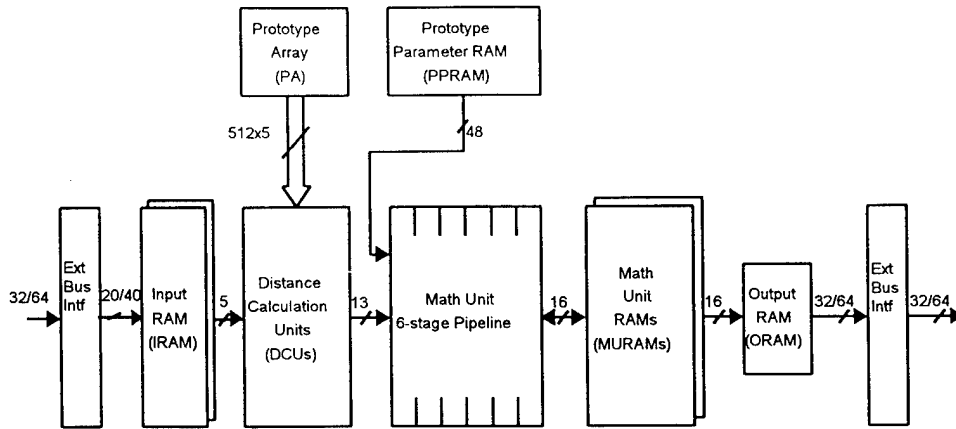 Prototype
Array
(PA)
Prototype
Parameter RAM
(PPRAM)
512x5
48
32/64
Ext
Bus
Intf
20/40
Input
RAM
(IRAM)
5
Distance
Calculation
Units
(DCUs)
13
Math Unit
6-stage Pipeline
16
Math
Unit
RAMs
(MURAMs)
16
Output
RAM
(ORAM)
32/64
Ext
Bus
Intf
32/64